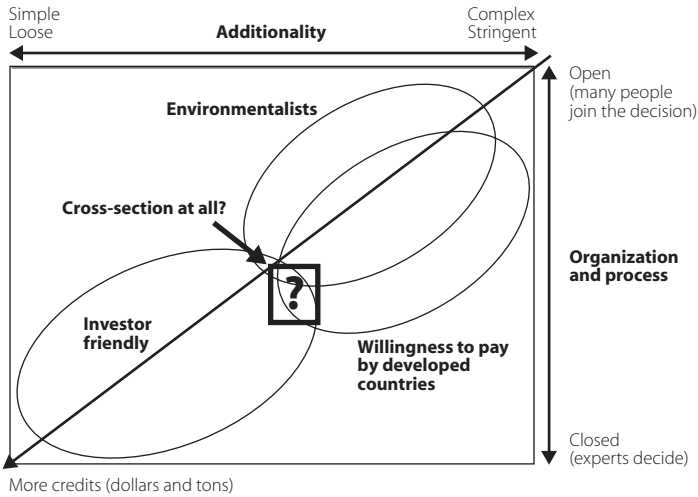 Simple
Loose
Additionality
Complex
Stringent
Open
(many people
join the decision)
Environmentalists
Cross-section at all?
Organization
and process
?
Investor
friendly
Willingness to pay
by developed
countries
Closed
(experts decide)
More credits (dollars and tons)